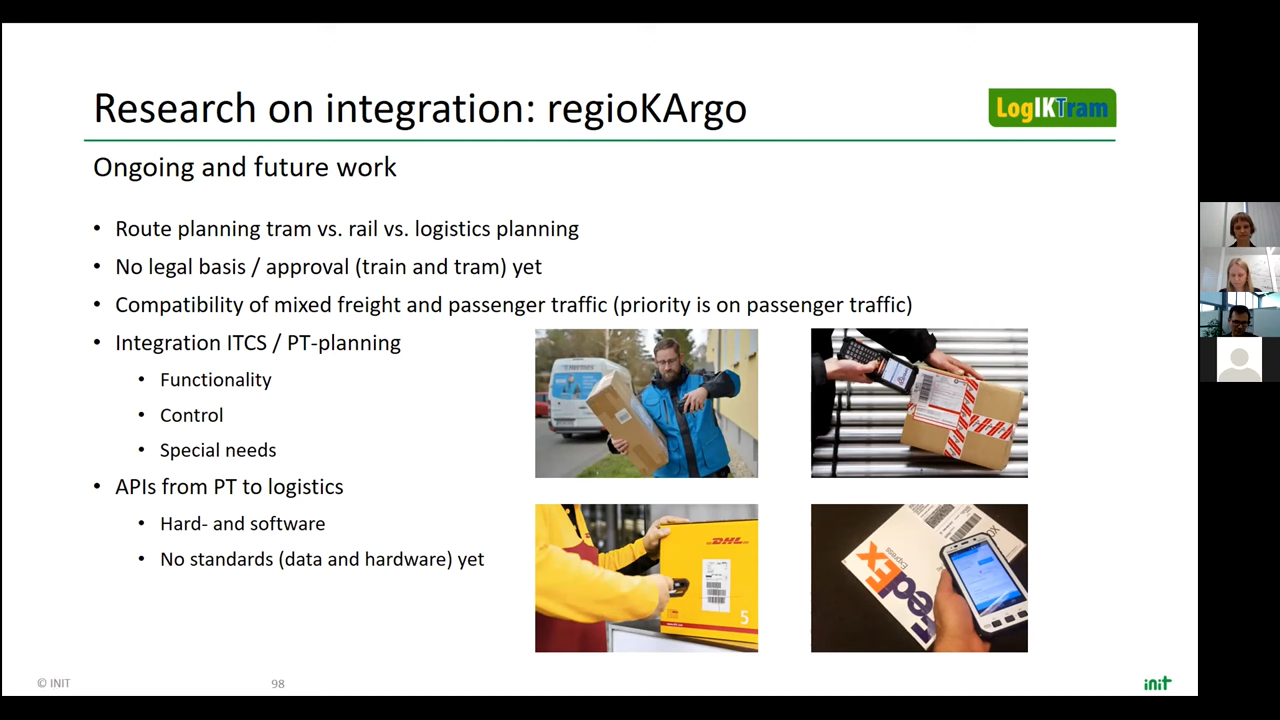 Research on integration: regioKArgo
LogIKTram
Ongoing and future work
• Route planning tram vs. rail vs. logistics planning
• No legal basis / approval (train and tram) yet
• Compatibility of mixed freight and passenger traffic (priority is on passenger traffic)
• Integration ITCS / PT-planning
• Functionality
• Control
• Special needs
• APIs from PT to logistics
• Hard- and software
• No standards (data and hardware) yet
Hermes
DHL
5
FedEx
Express
© INIT
98
init